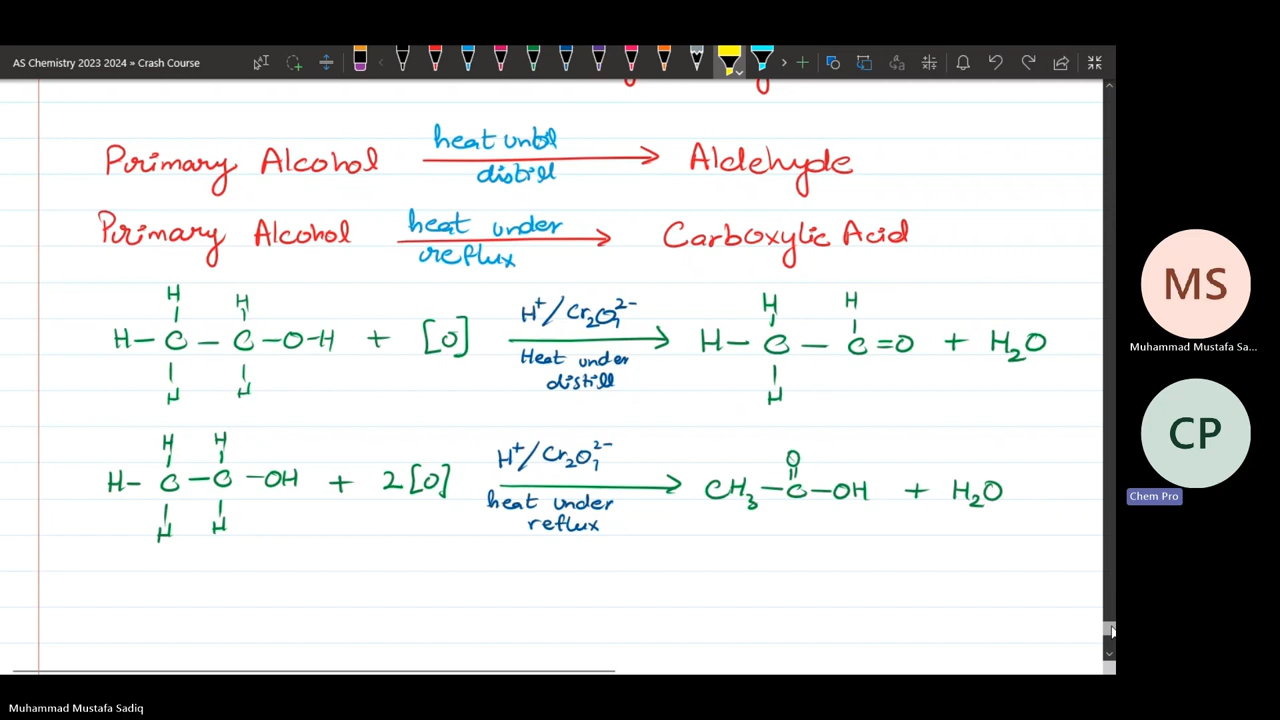 AS Chemistry 2023 2024 » Crash Course
Primary Alcohol heat until distill → Aldehyde
Primary Alcohol heat under reflux → Carboxylic Acid
H H H H
H–C–C–O-H + [O] H⁺/Cr₂O₇²⁻ Heat under distill → H–C–C=O + H₂O
H H H
H H O
H–C–C–OH + 2[O] H⁺/Cr₂O₇²⁻ heat under reflux → CH₃–C–OH + H₂O
H H
MS
Muhammad Mustafa Sa...
CP
Chem Pro
Muhammad Mustafa Sadiq